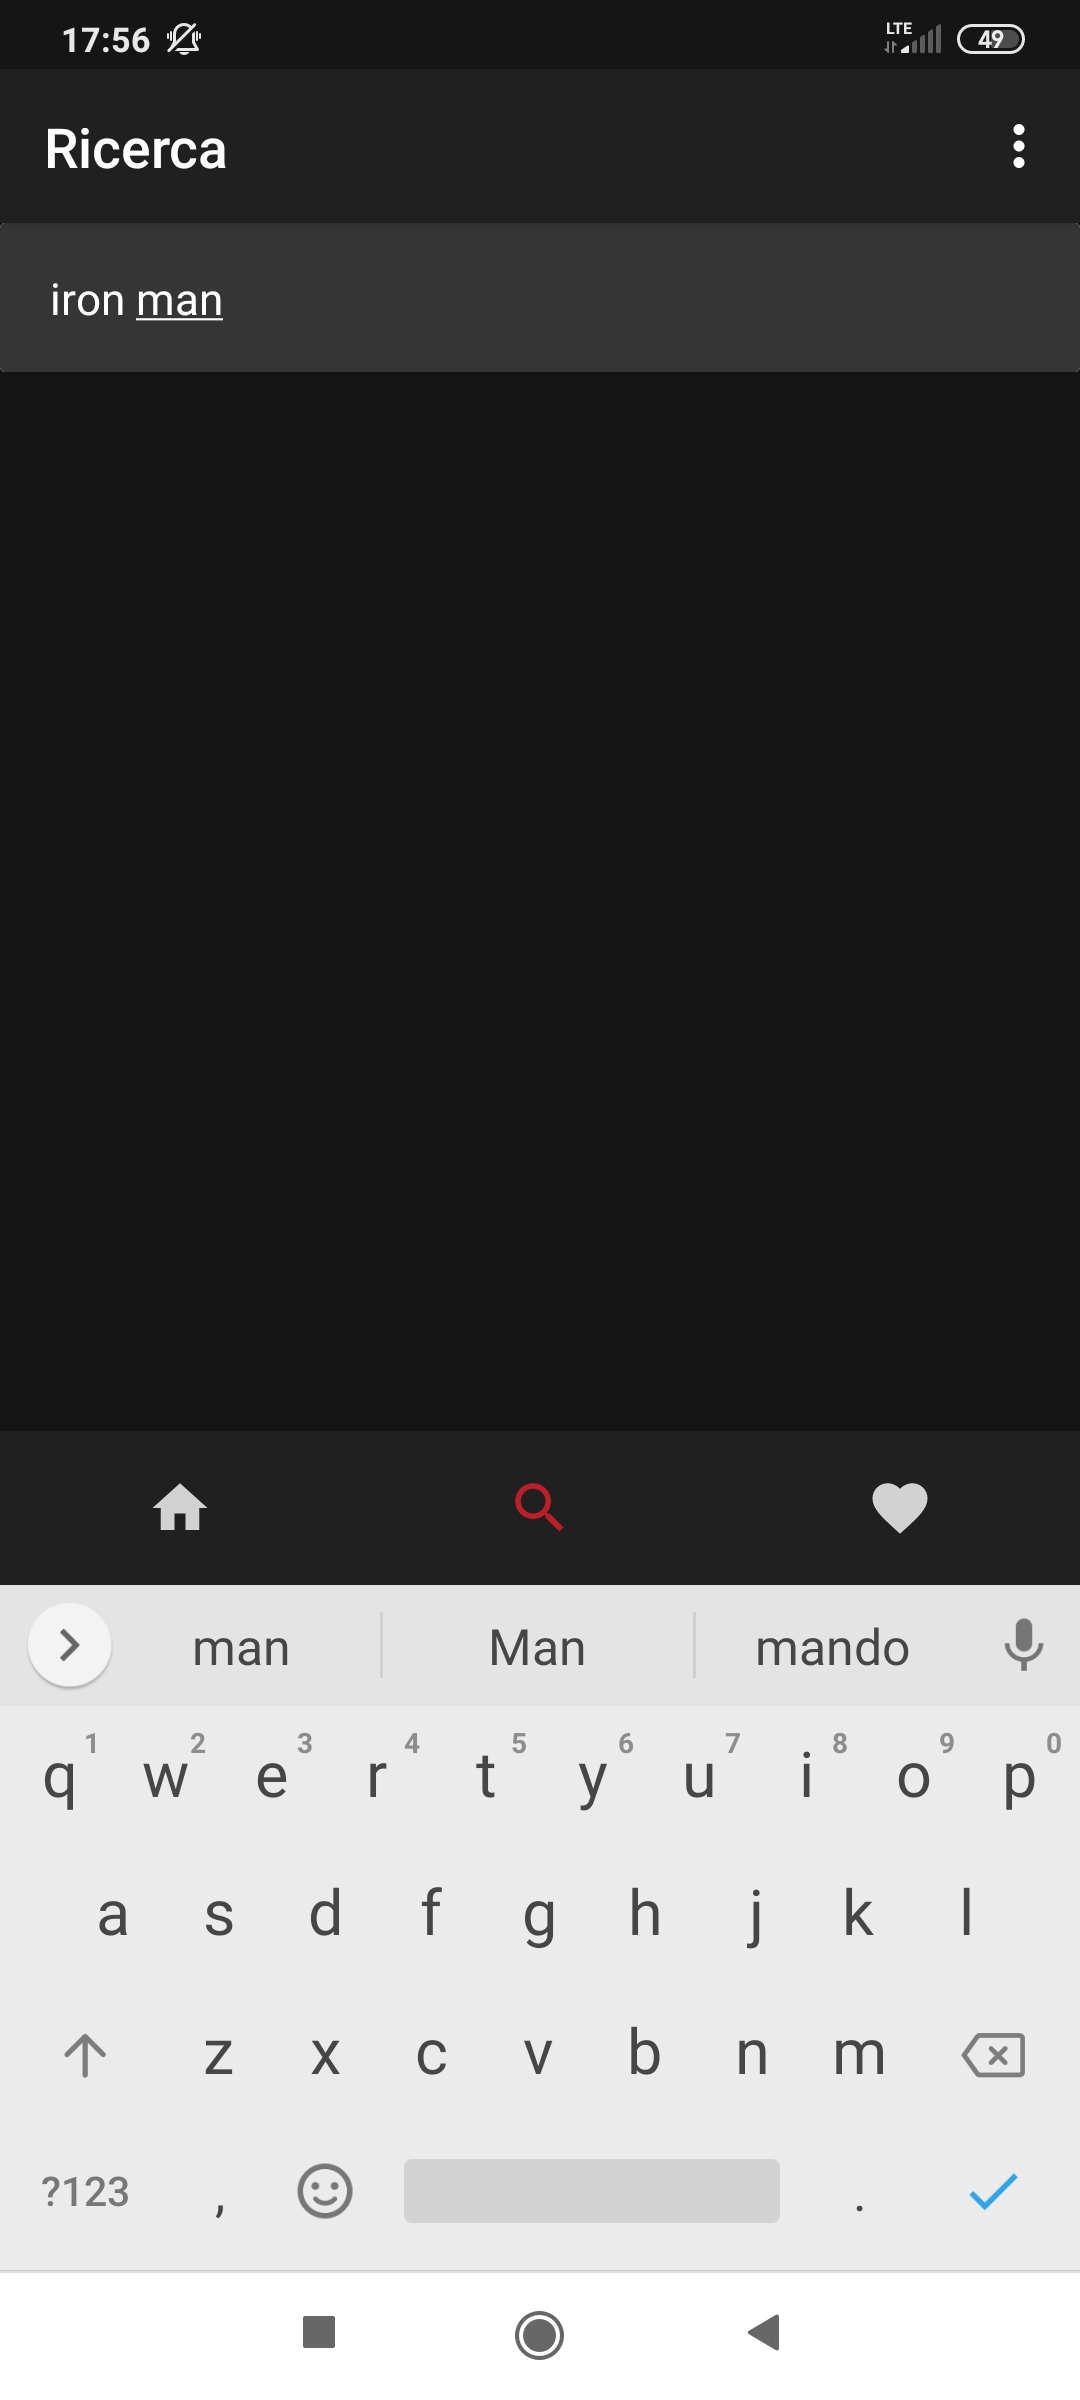 17:56 LTE 49
Ricerca
iron man
man Man mando
1 2 3 4 5 6 7 8 9 0
q w e r t y u i o p
a s d f g h j k l
z x c v b n m
?123 , .